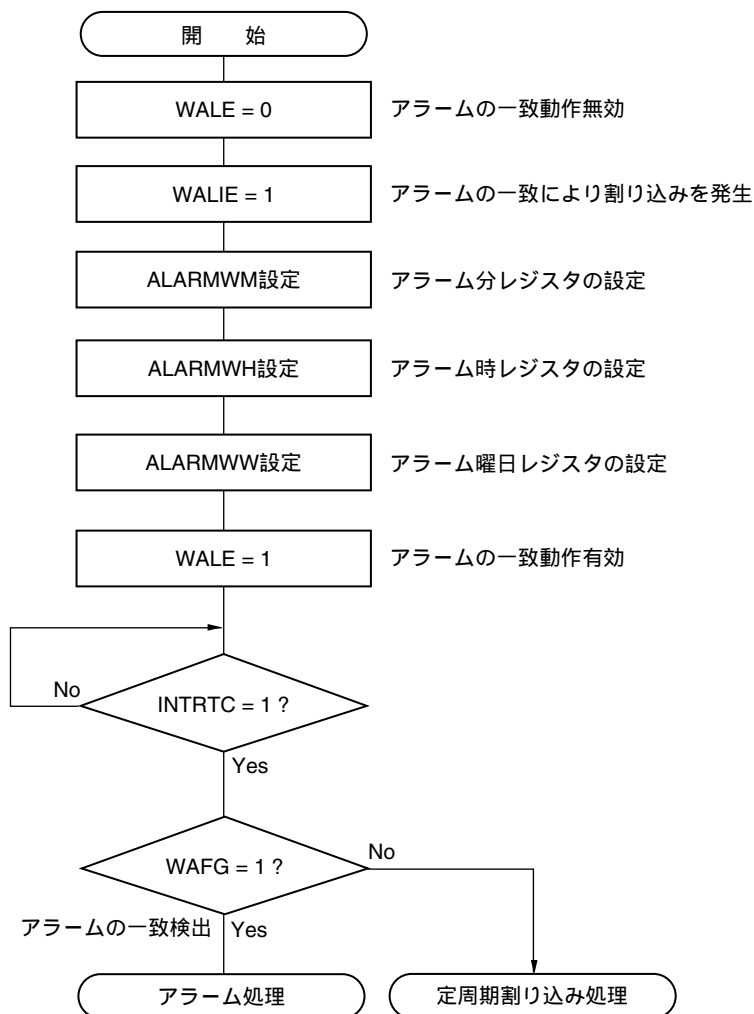 開　　始
WALE = 0　アラームの一致動作無効
WALIE = 1　アラームの一致により割り込みを発生
ALARMWM設定　アラーム分レジスタの設定
ALARMWH設定　アラーム時レジスタの設定
ALARMWW設定　アラーム曜日レジスタの設定
WALE = 1　アラームの一致動作有効
No
INTRTC = 1 ?
Yes
WAFG = 1 ?
No
アラームの一致検出
Yes
アラーム処理
定周期割り込み処理